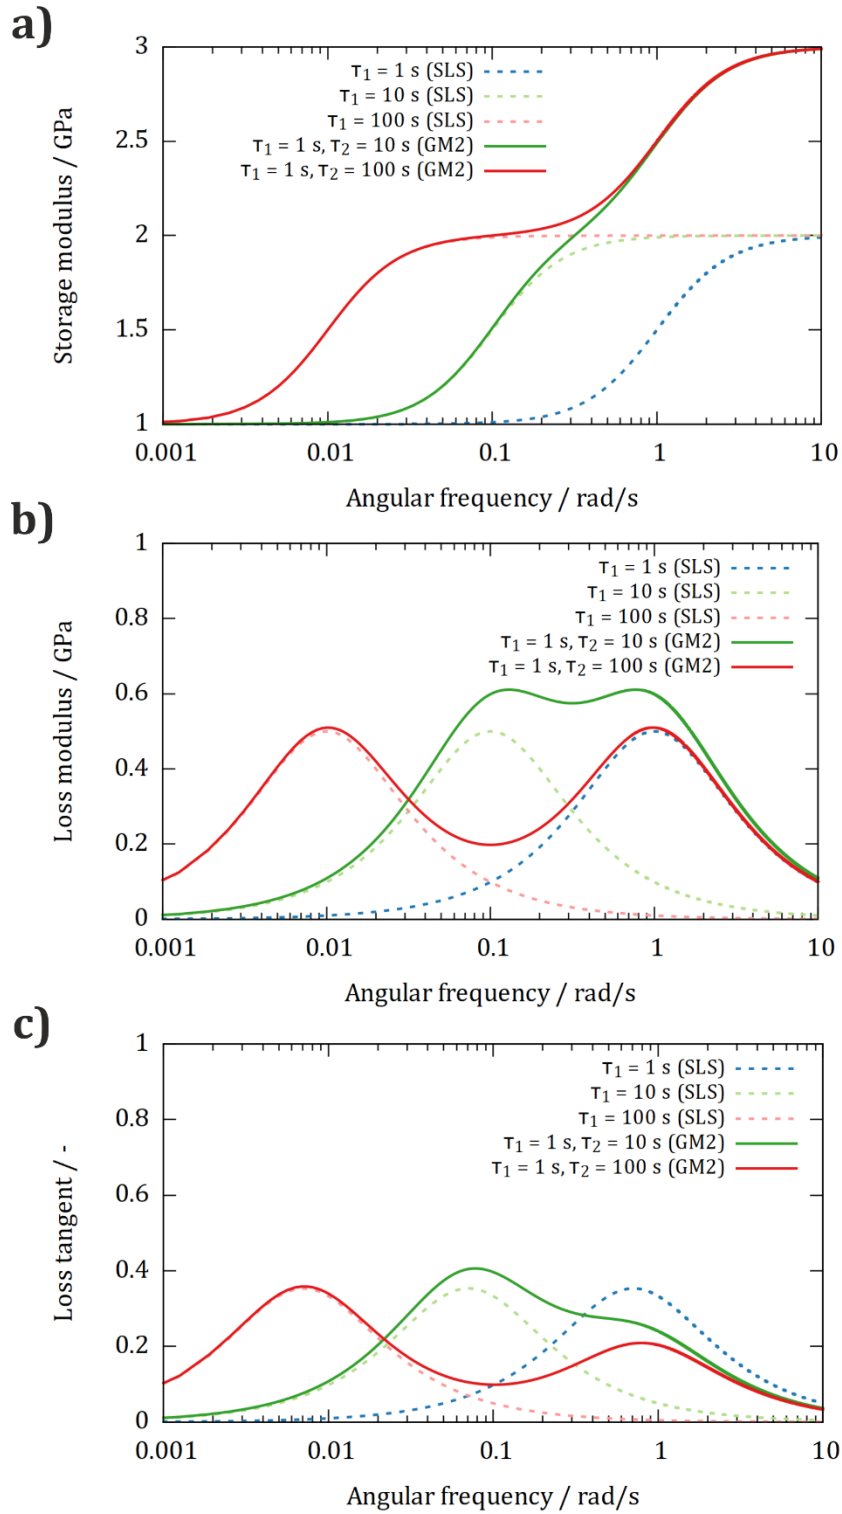 a)
3
2.5
2
1.5
1
Storage modulus / GPa
τ1 = 1 s (SLS)
τ1 = 10 s (SLS)
τ1 = 100 s (SLS)
τ1 = 1 s, τ2 = 10 s (GM2)
τ1 = 1 s, τ2 = 100 s (GM2)
0.001 0.01 0.1 1 10
Angular frequency / rad/s
b)
1
0.8
0.6
0.4
0.2
0
Loss modulus / GPa
τ1 = 1 s (SLS)
τ1 = 10 s (SLS)
τ1 = 100 s (SLS)
τ1 = 1 s, τ2 = 10 s (GM2)
τ1 = 1 s, τ2 = 100 s (GM2)
0.001 0.01 0.1 1 10
Angular frequency / rad/s
c)
1
0.8
0.6
0.4
0.2
0
Loss tangent / -
τ1 = 1 s (SLS)
τ1 = 10 s (SLS)
τ1 = 100 s (SLS)
τ1 = 1 s, τ2 = 10 s (GM2)
τ1 = 1 s, τ2 = 100 s (GM2)
0.001 0.01 0.1 1 10
Angular frequency / rad/s